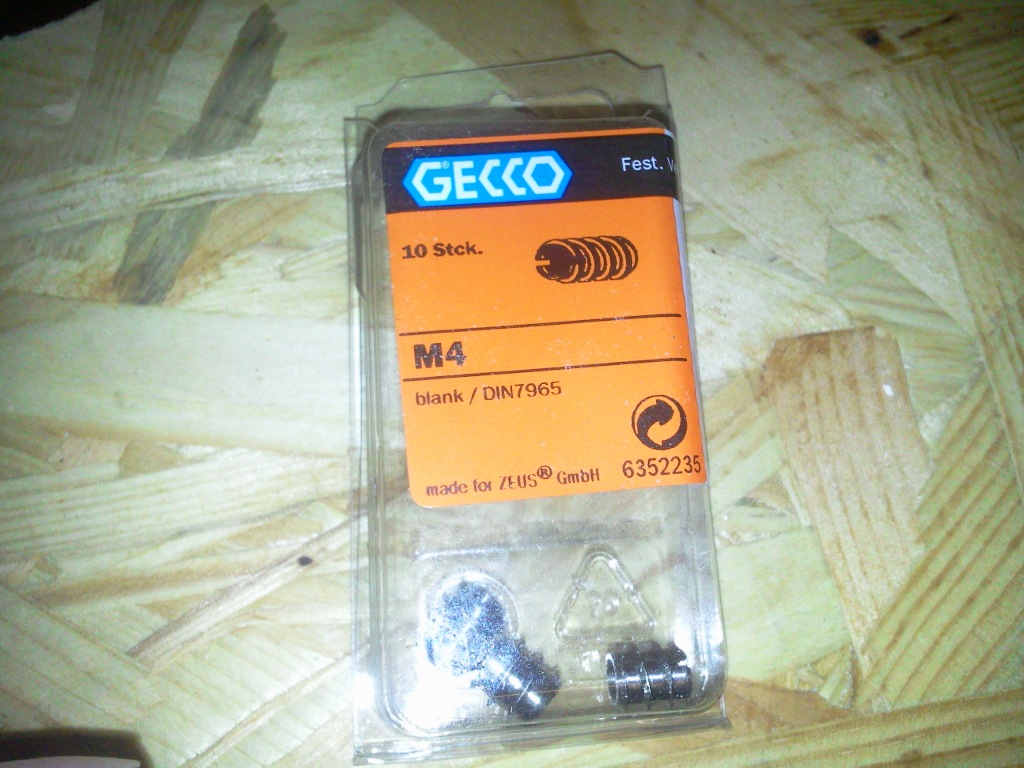 GECCO®
Fest.
10 Stck.
M4
blank / DIN7965
made for ZEUS® GmbH
6352235